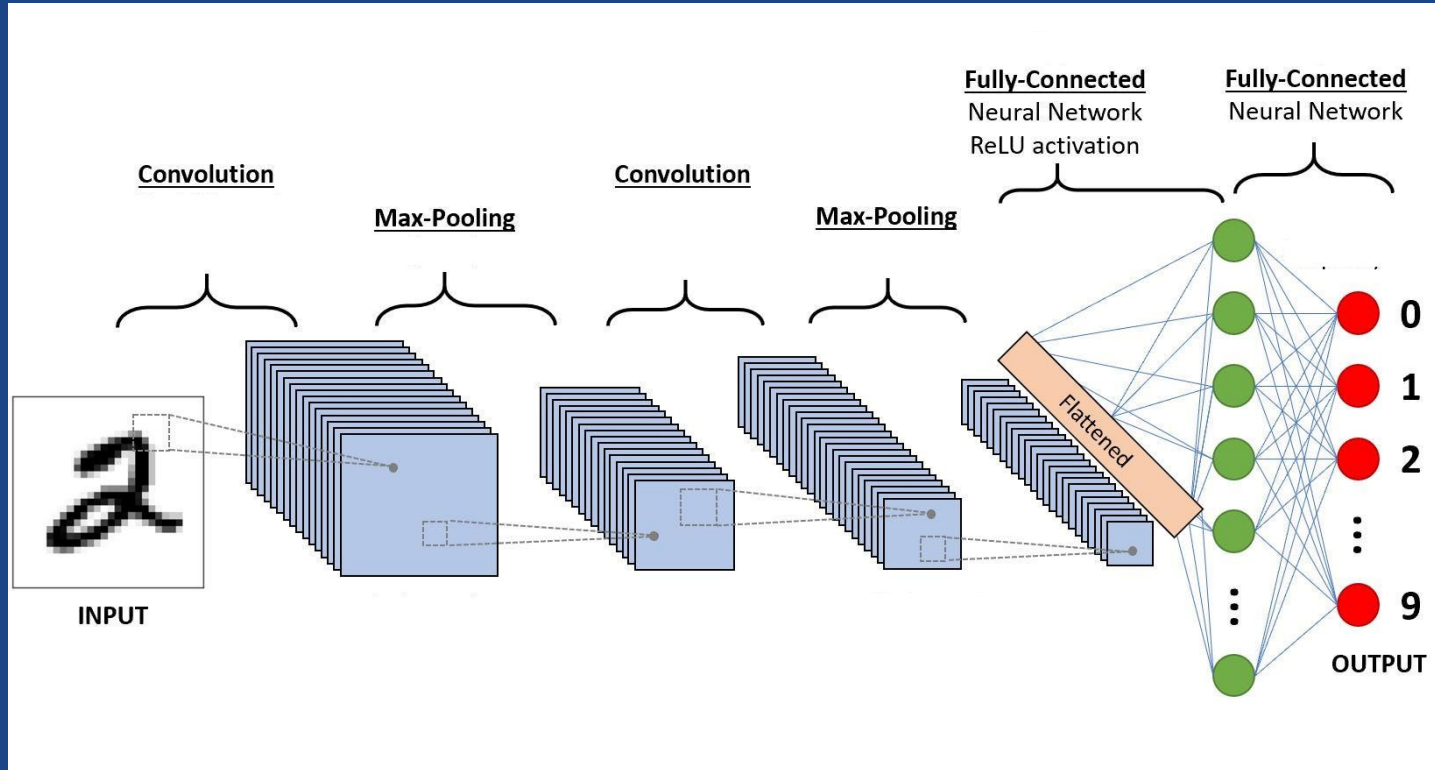 Fully-Connected
Neural Network
ReLU activation
Fully-Connected
Neural Network
Convolution
Max-Pooling
Convolution
Max-Pooling
INPUT
Flattened
0
1
2
9
OUTPUT